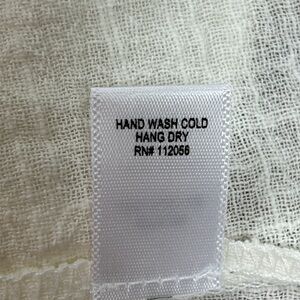 HAND WASH COLD
HANG DRY
RN# 112056